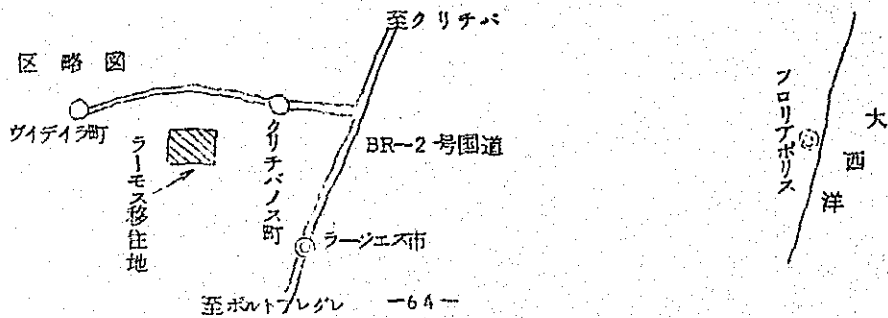 至クリチバ
区略図
ヴィデイラ町
クリチバノス町
ラーモス移住地
BR-2号国道
ラージエス市
至ポルトアレグレ
-64-
フロリアポリス
大西洋